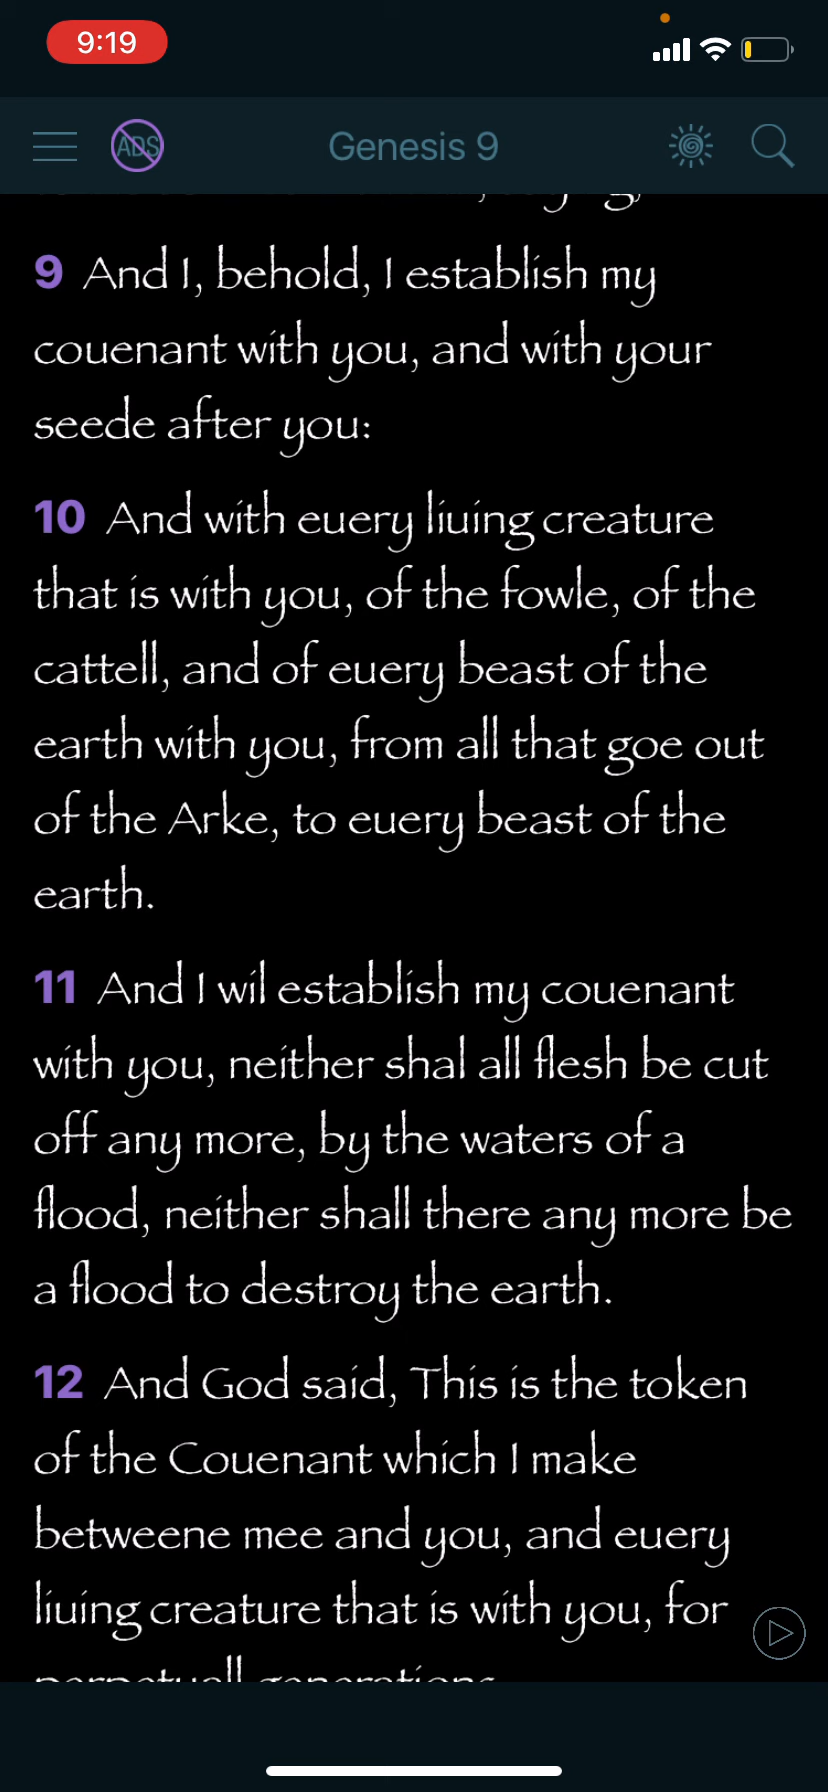 9:19
ADS
Genesis 9
9 And I, behold, I establish my
couenant with you, and with your
seede after you:
10 And with euery liuing creature
that is with you, of the fowle, of the
cattell, and of euery beast of the
earth with you, from all that goe out
of the Arke, to euery beast of the
earth.
11 And I wil establish my couenant
with you, neither shal all flesh be cut
off any more, by the waters of a
flood, neither shall there any more be
a flood to destroy the earth.
12 And God said, This is the token
of the Couenant which I make
betweene mee and you, and euery
liuing creature that is with you, for
perpetuall generations